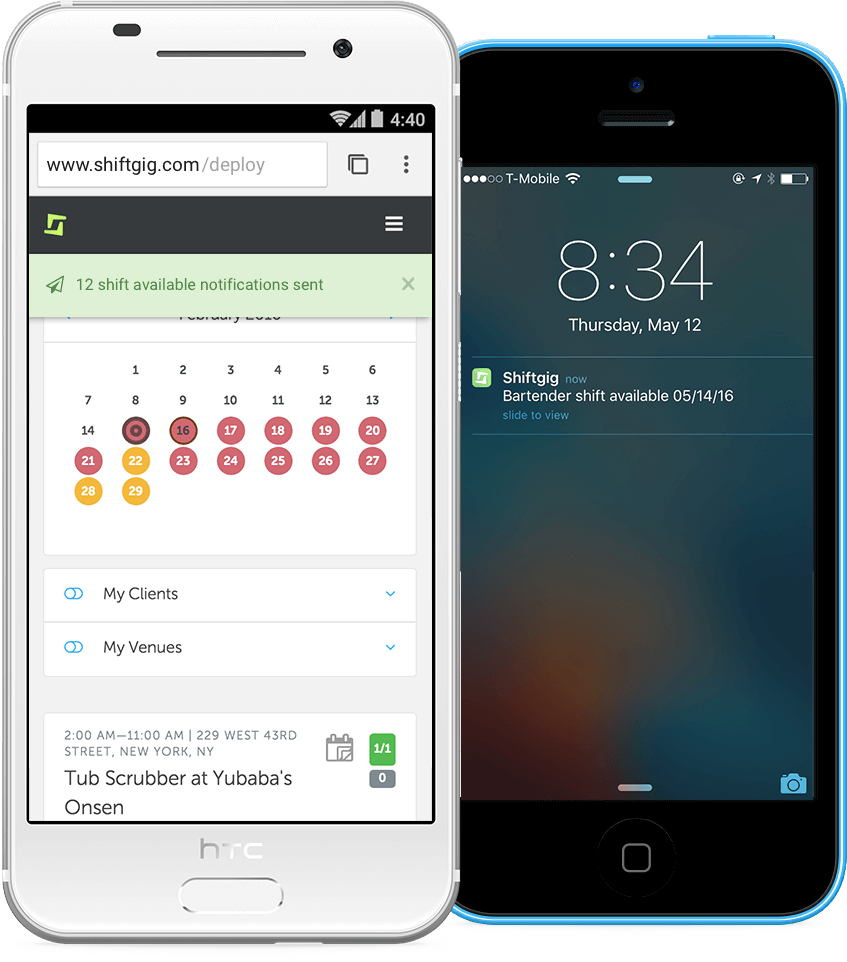 4:40
www.shiftgig.com/deploy
12 shift available notifications sent
1 2 3 4 5 6
7 8 9 10 11 12 13
14 16 17 18 19 20
21 22 23 24 25 26 27
28 29
My Clients
My Venues
2:00 AM—11:00 AM | 229 WEST 43RD
STREET, NEW YORK, NY
1/1
0
Tub Scrubber at Yubaba's
Onsen
hTC
T-Mobile
8:34
Thursday, May 12
Shiftgig now
Bartender shift available 05/14/16
slide to view